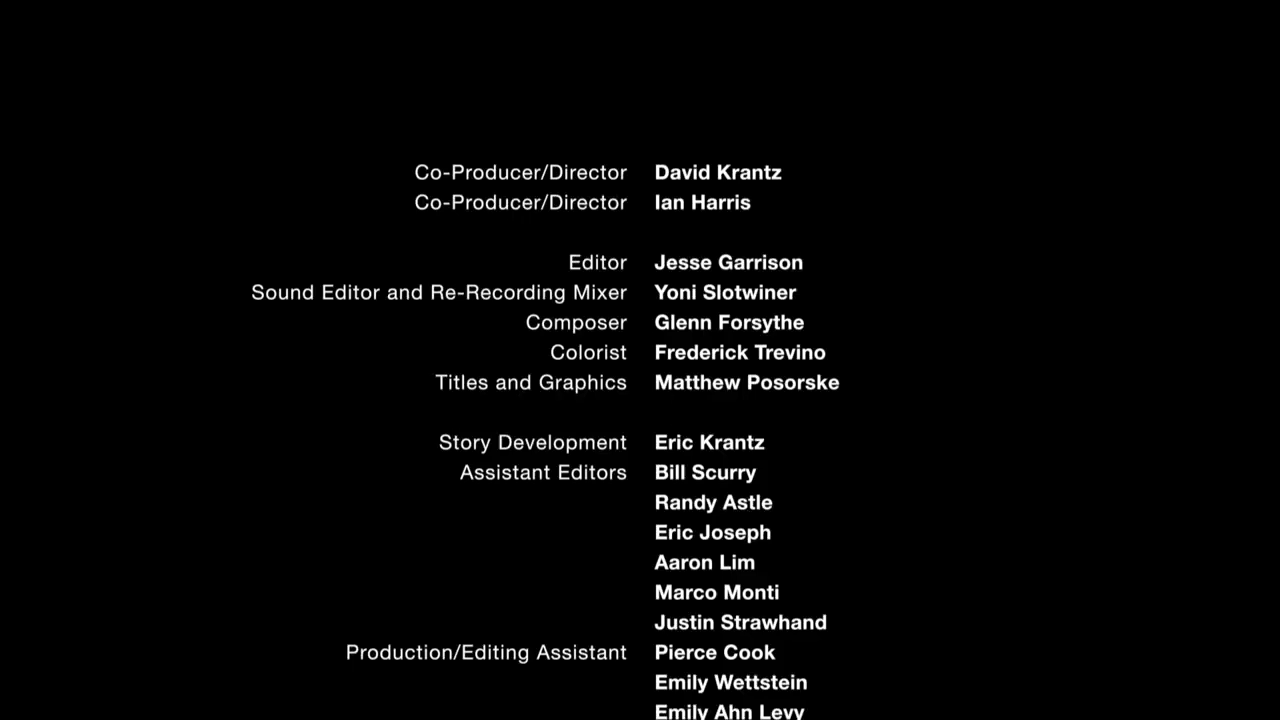 Co-Producer/Director David Krantz
Co-Producer/Director Ian Harris
Editor Jesse Garrison
Sound Editor and Re-Recording Mixer Yoni Slotwiner
Composer Glenn Forsythe
Colorist Frederick Trevino
Titles and Graphics Matthew Posorske
Story Development Eric Krantz
Assistant Editors Bill Scurry
Randy Astle
Eric Joseph
Aaron Lim
Marco Monti
Justin Strawhand
Production/Editing Assistant Pierce Cook
Emily Wettstein
Emily Ahn Levy